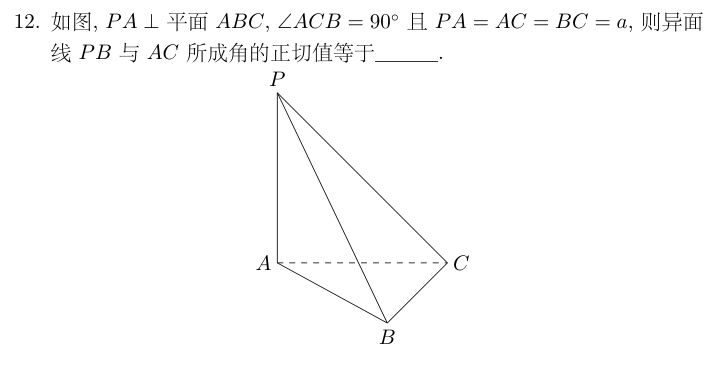 12. 如图, PA ⊥ 平面 ABC, ∠ACB = 90° 且 PA = AC = BC = a, 则异面
线 PB 与 AC 所成角的正切值等于______.
P
A
C
B